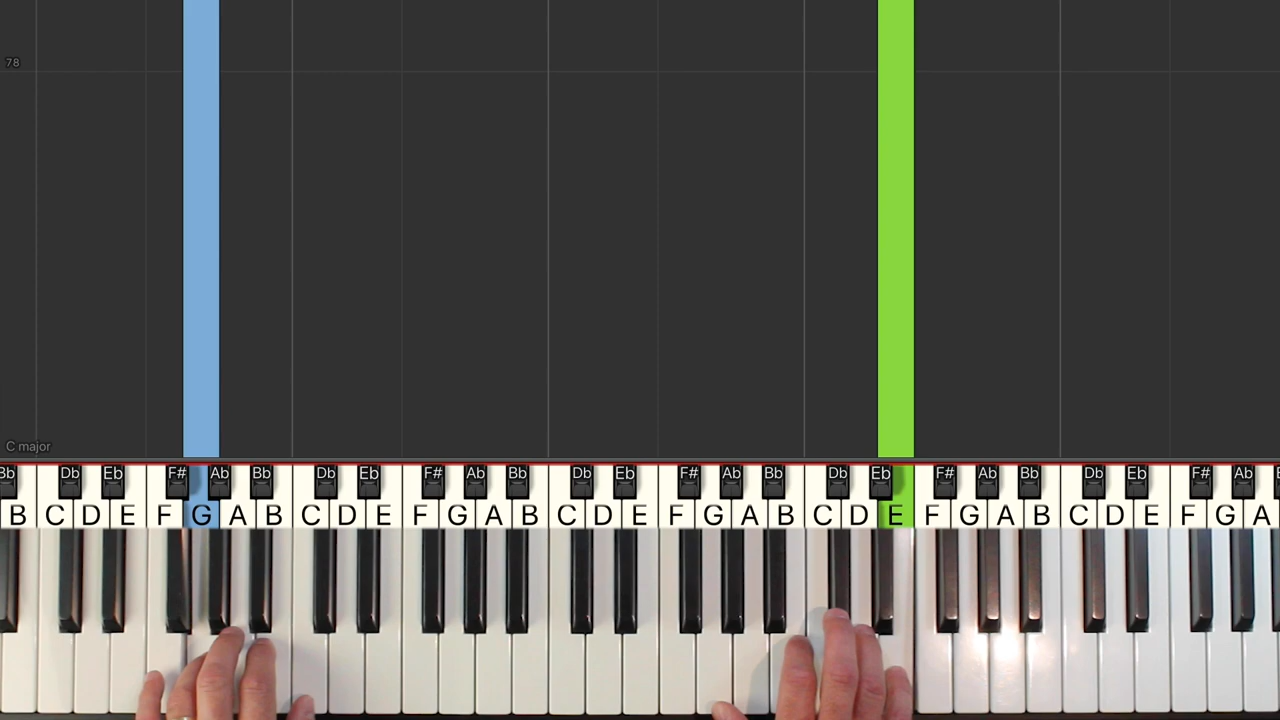 78
C major
Bb Db Eb F# Ab Bb Db Eb F# Ab Bb Db Eb F# Ab Bb Db Eb F# Ab Bb Db Eb F# Ab
B C D E F G A B C D E F G A B C D E F G A B C D E F G A B C D E F G A